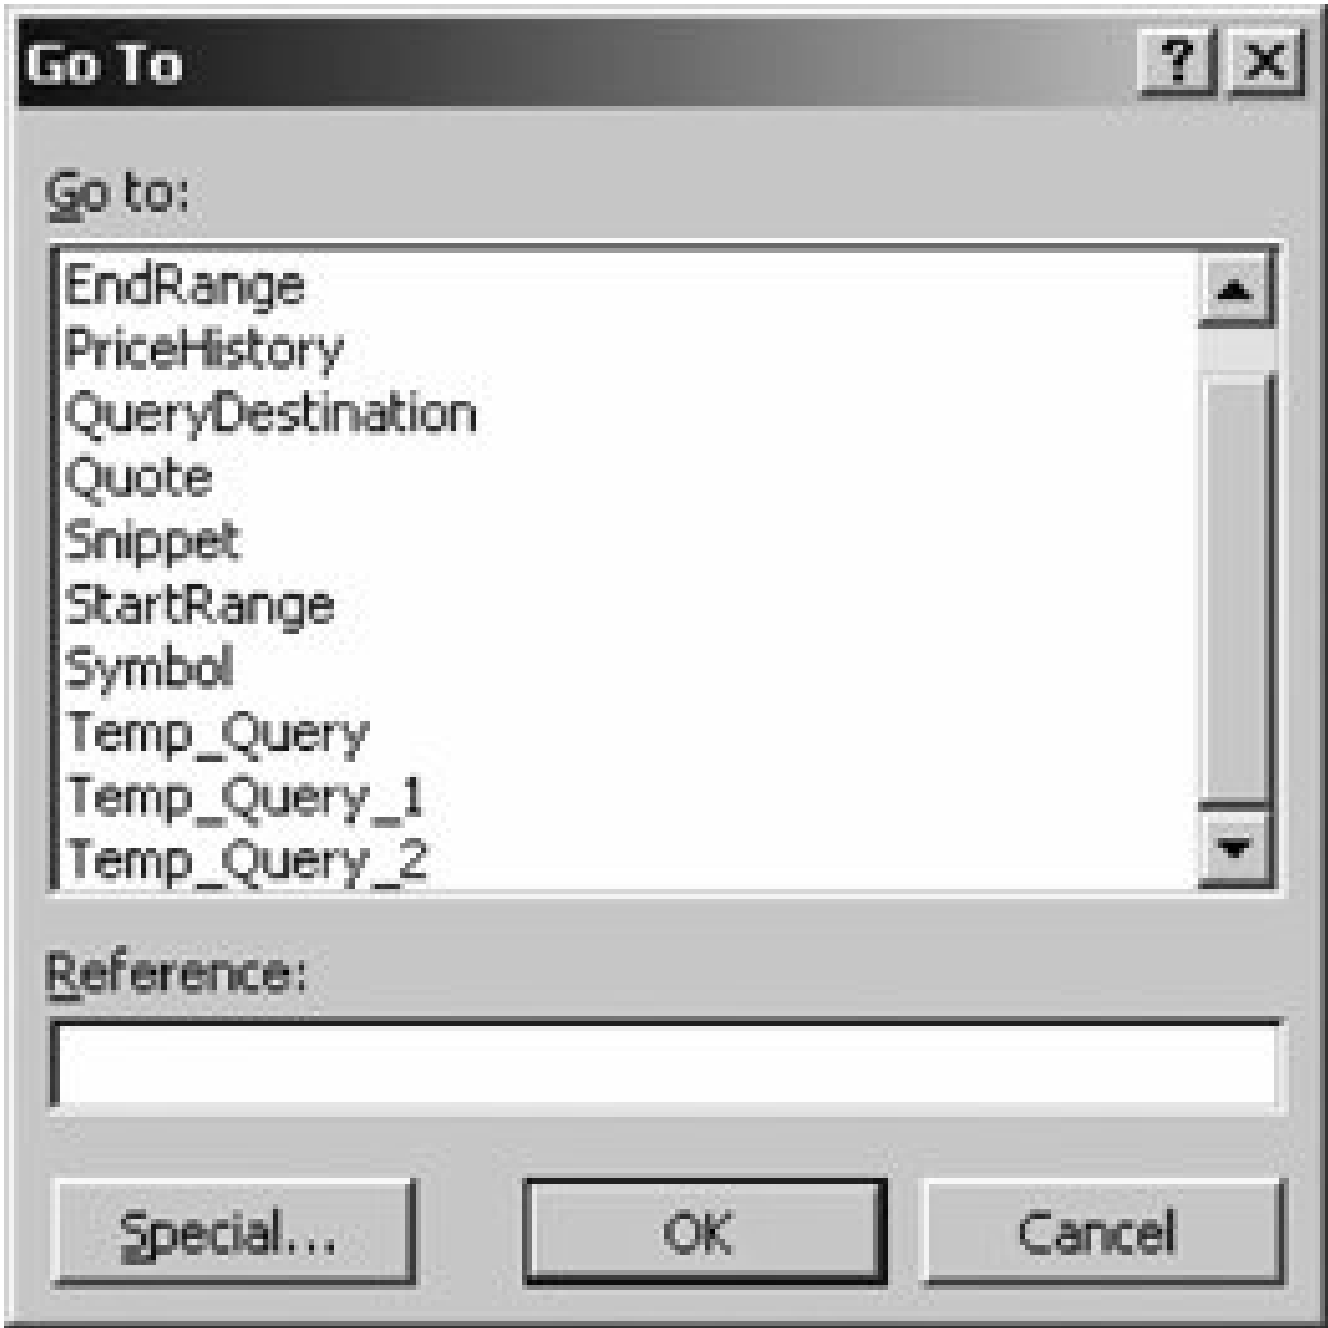 Go To
?
Go to:
EndRange
PriceHistory
QueryDestination
Quote
Snippet
StartRange
Symbol
Temp_Query
Temp_Query_1
Temp_Query_2
Reference:
Special... OK Cancel